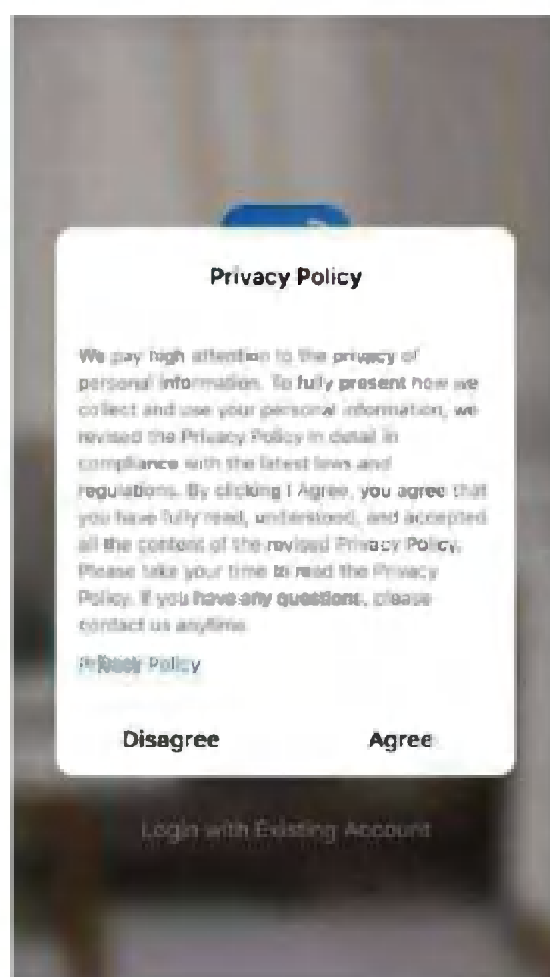 Privacy Policy
We pay high attention to the privacy of
personal information. To fully present how we
collect and use your personal information, we
revised the Privacy Policy in detail in
compliance with the latest laws and
regulations. By clicking I Agree, you agree that
you have fully read, understood, and accepted
all the content of the revised Privacy Policy.
Please take your time to read the Privacy
Policy. If you have any questions, please
contact us anytime.
Privacy Policy
Disagree Agree
Login with Existing Account